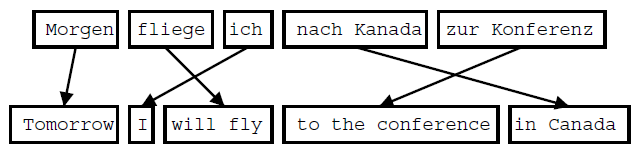 Morgen fliege ich nach Kanada zur Konferenz
Tomorrow I will fly to the conference in Canada